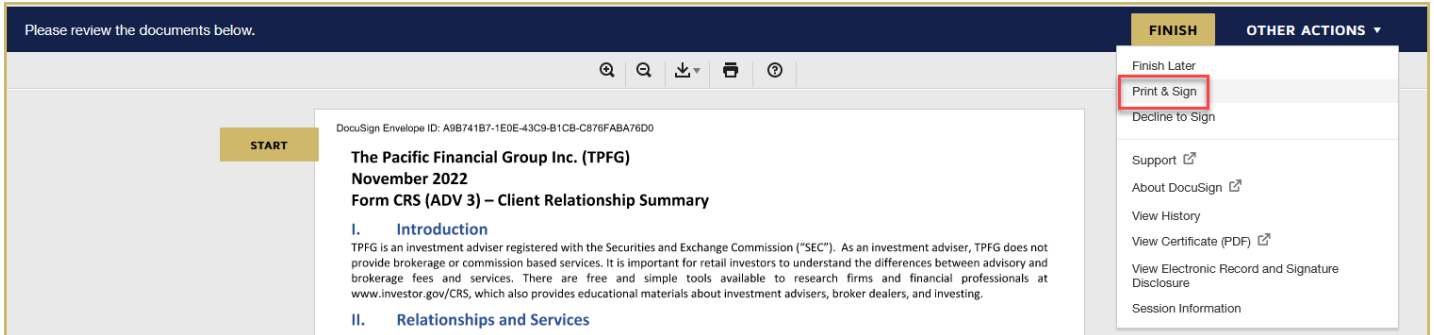 Please review the documents below.
FINISH
OTHER ACTIONS
START
DocuSign Envelope ID: A9B741B7-1E0E-43C9-B1CB-C876FABA76D0
The Pacific Financial Group Inc. (TPFG)
November 2022
Form CRS (ADV 3) – Client Relationship Summary
I. Introduction
TPFG is an investment adviser registered with the Securities and Exchange Commission (“SEC”). As an investment adviser, TPFG does not
provide brokerage or commission based services. It is important for retail investors to understand the differences between advisory and
brokerage fees and services. There are free and simple tools available to research firms and financial professionals at
www.investor.gov/CRS, which also provides educational materials about investment advisers, broker dealers, and investing.
II. Relationships and Services
Finish Later
Print & Sign
Decline to Sign
Support
About DocuSign
View History
View Certificate (PDF)
View Electronic Record and Signature
Disclosure
Session Information